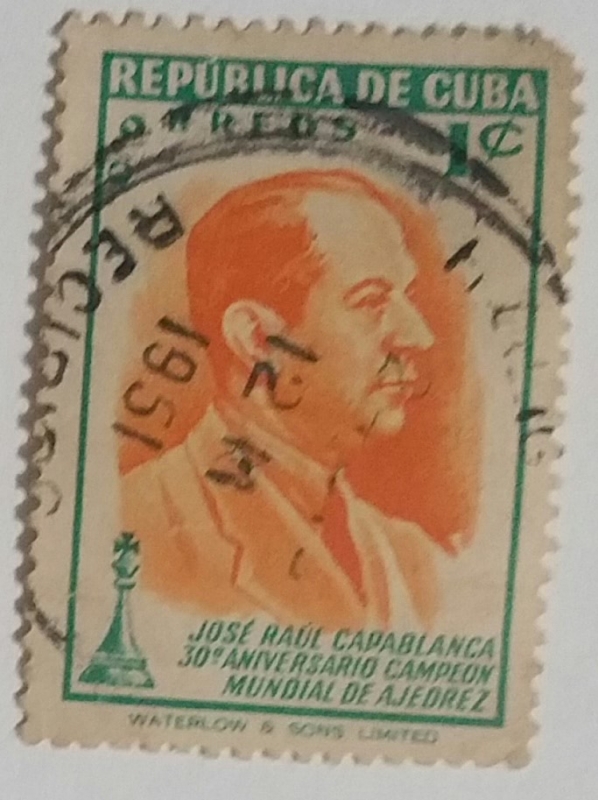 REPÚBLICA DE CUBA
CORREOS 1¢
RECIBIDO
1951
12 M
JOSÉ RAÚL CAPABLANCA
30º ANIVERSARIO CAMPEON
MUNDIAL DE AJEDREZ
WATERLOW & SONS LIMITED